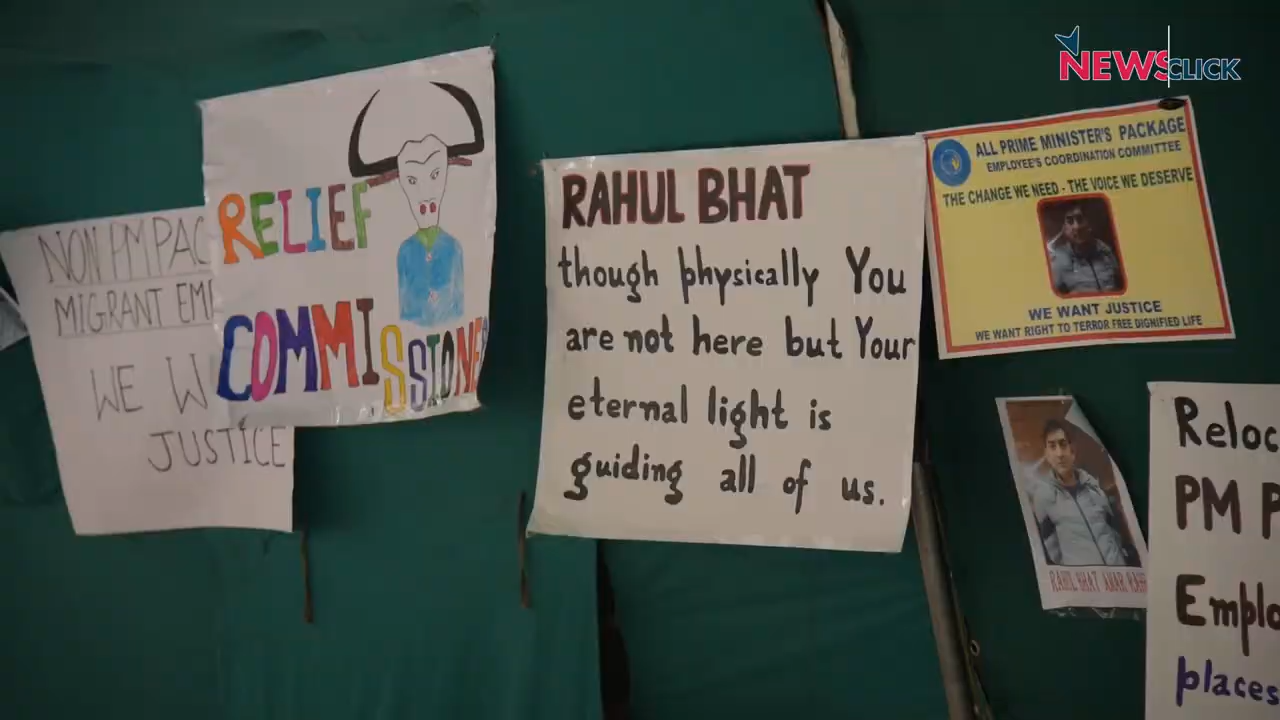 NEWSCLICK
NON PM PAC
MIGRANT EM
WE W
JUSTICE
RELIEF
COMMISSIONER
RAHUL BHAT
though physically You
are not here but Your
eternal light is
guiding all of us.
ALL PRIME MINISTER'S PACKAGE
EMPLOYEE'S COORDINATION COMMITTEE
THE CHANGE WE NEED - THE VOICE WE DESERVE
WE WANT JUSTICE
WE WANT RIGHT TO TERROR FREE DIGNIFIED LIFE
RAHUL BHAT AMAR RAH
Reloc
PM P
Emplo
places